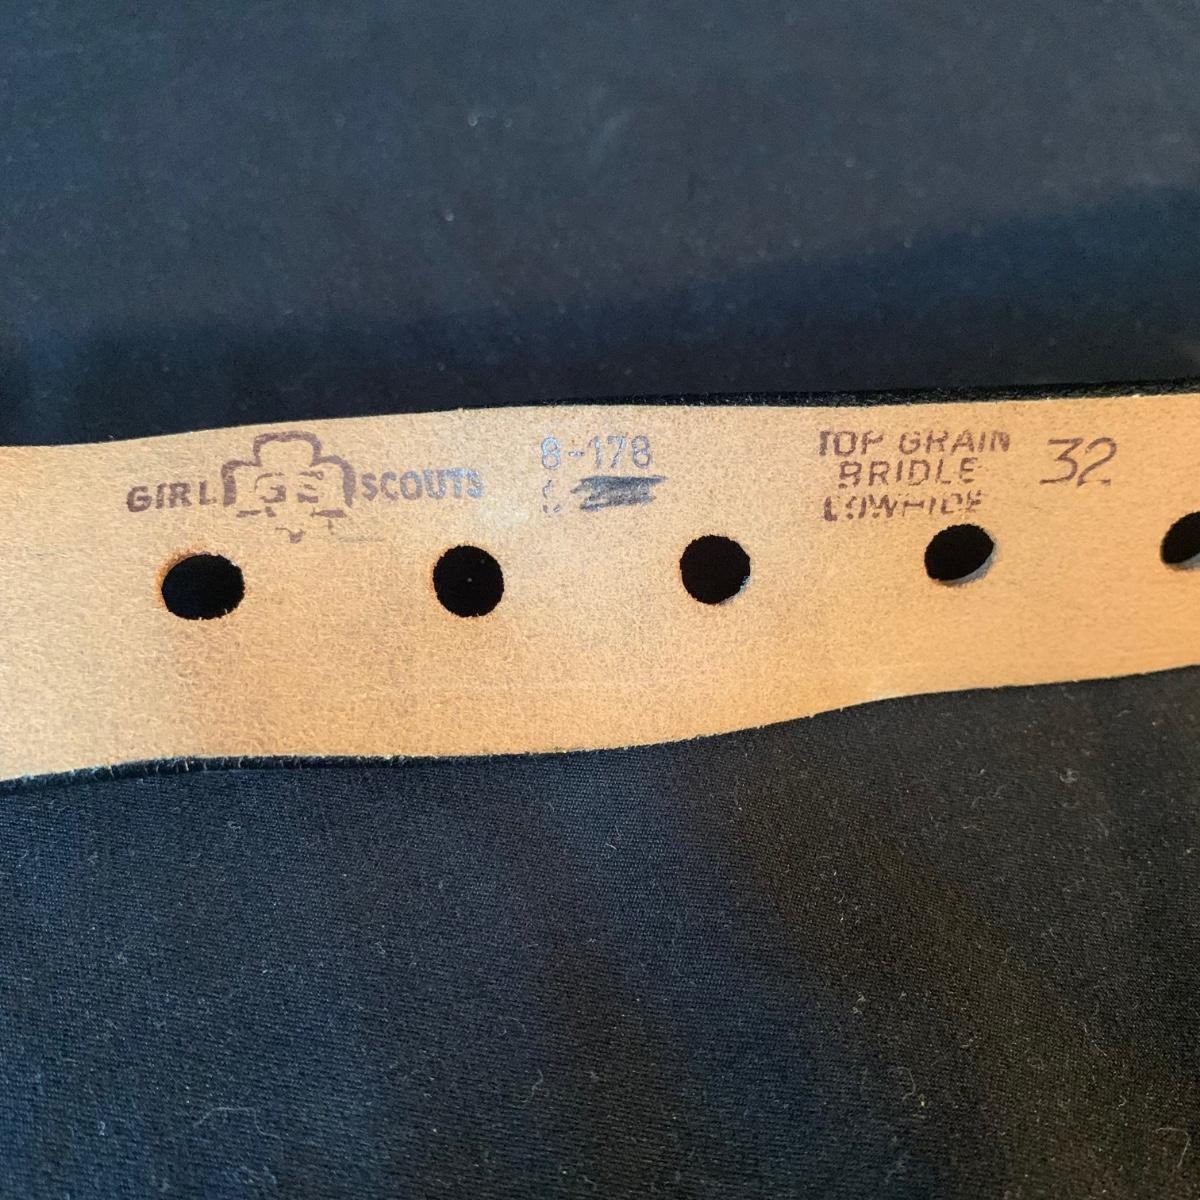 GIRL GS SCOUTS
8-178
TOP GRAIN
BRIDLE
COWHIDE
32